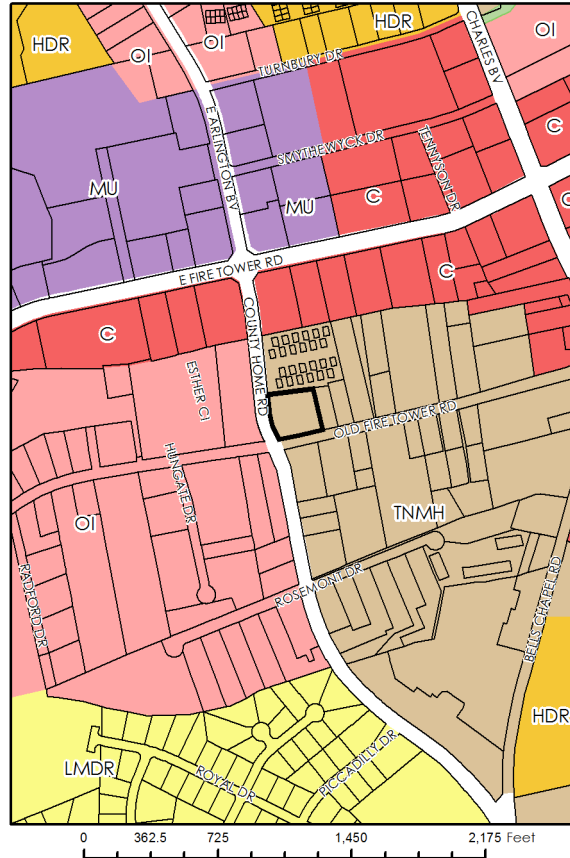 HDR
HDR
OI
OI
OI
CHARLES BV
TURNBURY DR
E ARLINGTON BV
SMYTHEWYCK DR
TENNYSON DR
C
MU
MU
C
C
E FIRE TOWER RD
C
C
COUNTY HOME RD
ESTHER CI
OLD FIRE TOWER RD
HUNGATE DR
TNMH
OI
RADFORD DR
ROSEMONT DR
BELLS CHAPEL RD
HDR
LMDR
ROYAL DR
PICCADILLY DR
0 362.5 725 1,450 2,175 Feet